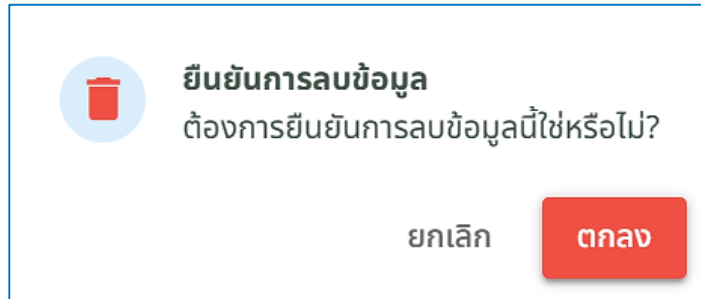 ยืนยันการลบข้อมูล
ต้องการยืนยันการลบข้อมูลนี้ใช่หรือไม่?
ยกเลิก ตกลง